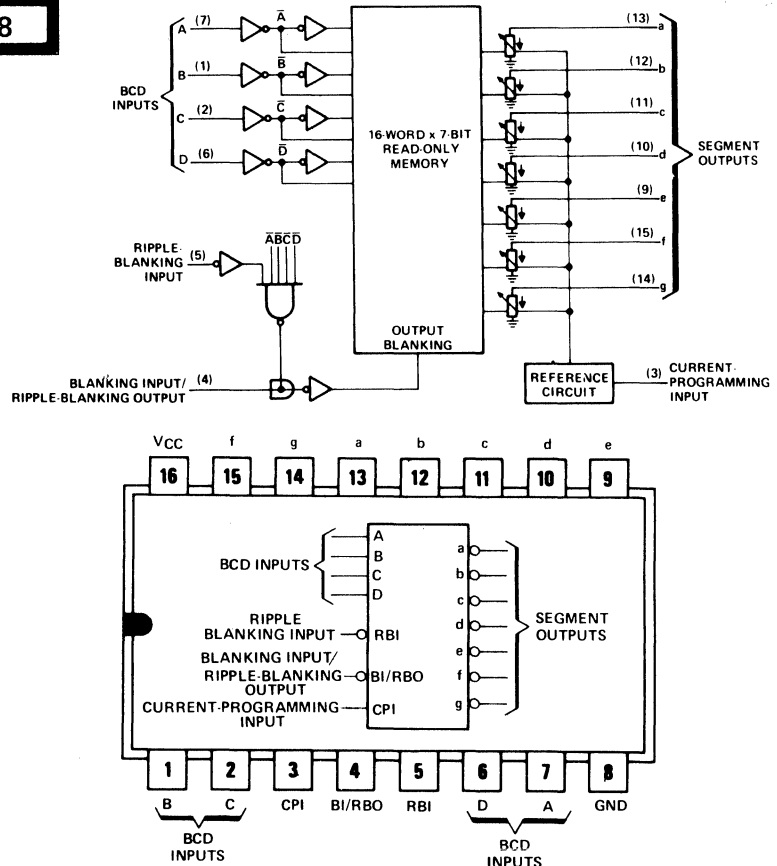 8
A (7)
B (1)
C (2)
D (6)
BCD
INPUTS
A̅
B̅
C̅
D̅
16-WORD x 7-BIT
READ-ONLY
MEMORY
OUTPUT
BLANKING
(13) a
(12) b
(11) c
(10) d
(9) e
(15) f
(14) g
SEGMENT
OUTPUTS
RIPPLE-
BLANKING
INPUT
(5)
A̅B̅C̅D̅
BLANKING INPUT/
RIPPLE-BLANKING OUTPUT
(4)
REFERENCE
CIRCUIT
(3) CURRENT-
PROGRAMMING
INPUT
VCC f g a b c d e
16 15 14 13 12 11 10 9
BCD INPUTS
A
B
C
D
RIPPLE
BLANKING INPUT
RBI
BLANKING INPUT/
RIPPLE-BLANKING
OUTPUT
BI/RBO
CURRENT-PROGRAMMING
INPUT
CPI
a
b
c
d
e
f
g
SEGMENT
OUTPUTS
1 2 3 4 5 6 7 8
B C CPI BI/RBO RBI D A GND
BCD
INPUTS
BCD
INPUTS